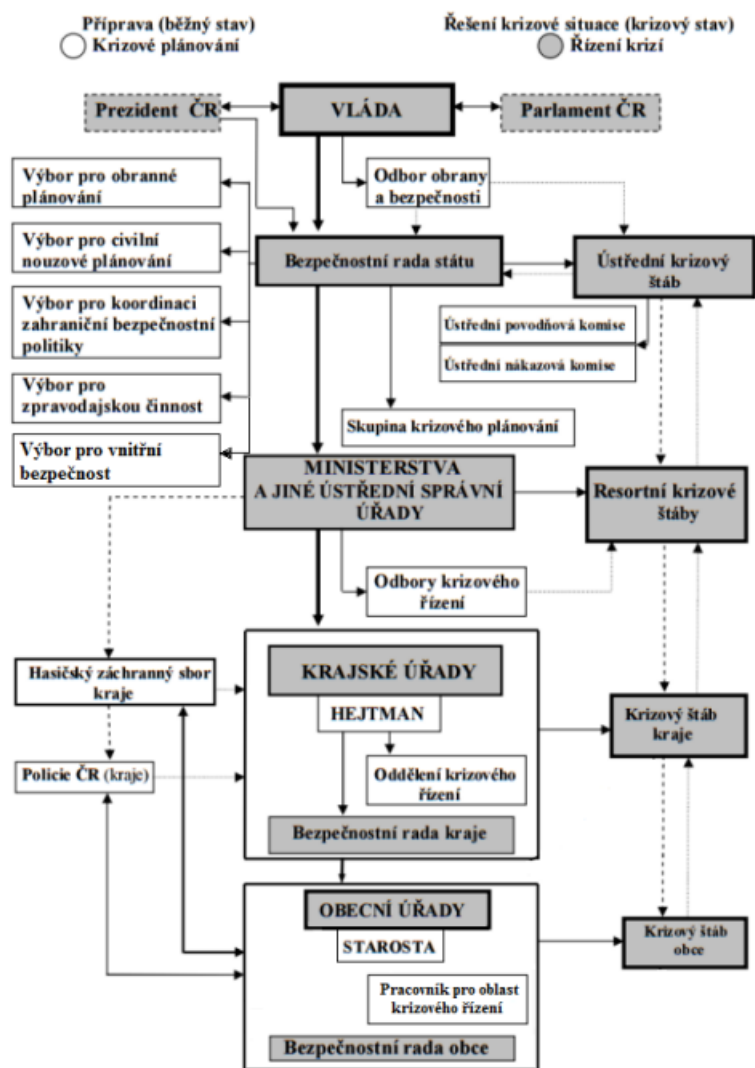 Příprava (běžný stav)
Krizové plánování
Řešení krizové situace (krizový stav)
Řízení krizí
Prezident ČR
VLÁDA
Parlament ČR
Výbor pro obranné
plánování
Odbor obrany
a bezpečnosti
Výbor pro civilní
nouzové plánování
Bezpečnostní rada státu
Ústřední krizový
štáb
Výbor pro koordinaci
zahraniční bezpečnostní
politiky
Ústřední povodňová komise
Ústřední nákazová komise
Výbor pro
zpravodajskou činnost
Skupina krizového plánování
Výbor pro vnitřní
bezpečnost
MINISTERSTVA
A JINÉ ÚSTŘEDNÍ SPRÁVNÍ
ÚŘADY
Resortní krizové
štáby
Odbory krizového
řízení
Hasičský záchranný sbor
kraje
KRAJSKÉ ÚŘADY
HEJTMAN
Krizový štáb
kraje
Policie ČR (kraje)
Oddělení krizového
řízení
Bezpečnostní rada kraje
OBECNÍ ÚŘADY
STAROSTA
Krizový štáb
obce
Pracovník pro oblast
krizového řízení
Bezpečnostní rada obce